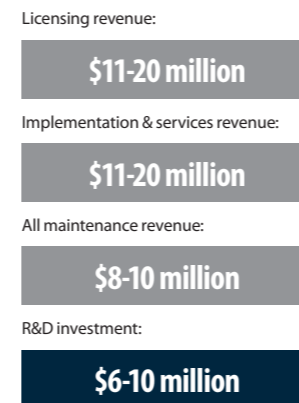 Licensing revenue:
$11-20 million
Implementation & services revenue:
$11-20 million
All maintenance revenue:
$8-10 million
R&D investment:
$6-10 million